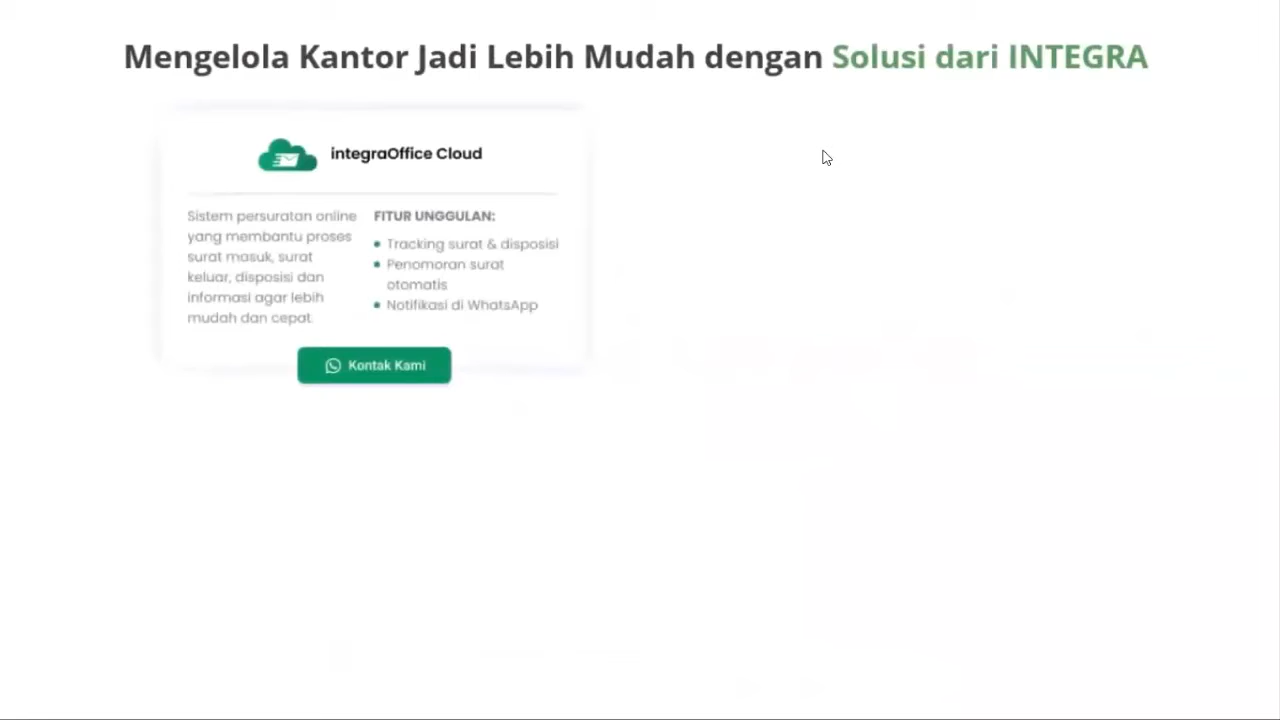 Mengelola Kantor Jadi Lebih Mudah dengan Solusi dari INTEGRA
integraOffice Cloud
Sistem persuratan online
yang membantu proses
surat masuk, surat
keluar, disposisi dan
informasi agar lebih
mudah dan cepat.
FITUR UNGGULAN:
Tracking surat & disposisi
Penomoran surat
otomatis
Notifikasi di WhatsApp
Kontak Kami